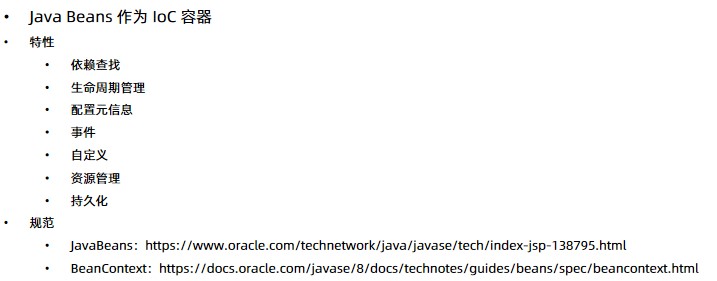 • Java Beans 作为 IoC 容器
• 特性
• 依赖查找
• 生命周期管理
• 配置元信息
• 事件
• 自定义
• 资源管理
• 持久化
• 规范
• JavaBeans：https://www.oracle.com/technetwork/java/javase/tech/index-jsp-138795.html
• BeanContext：https://docs.oracle.com/javase/8/docs/technotes/guides/beans/spec/beancontext.html